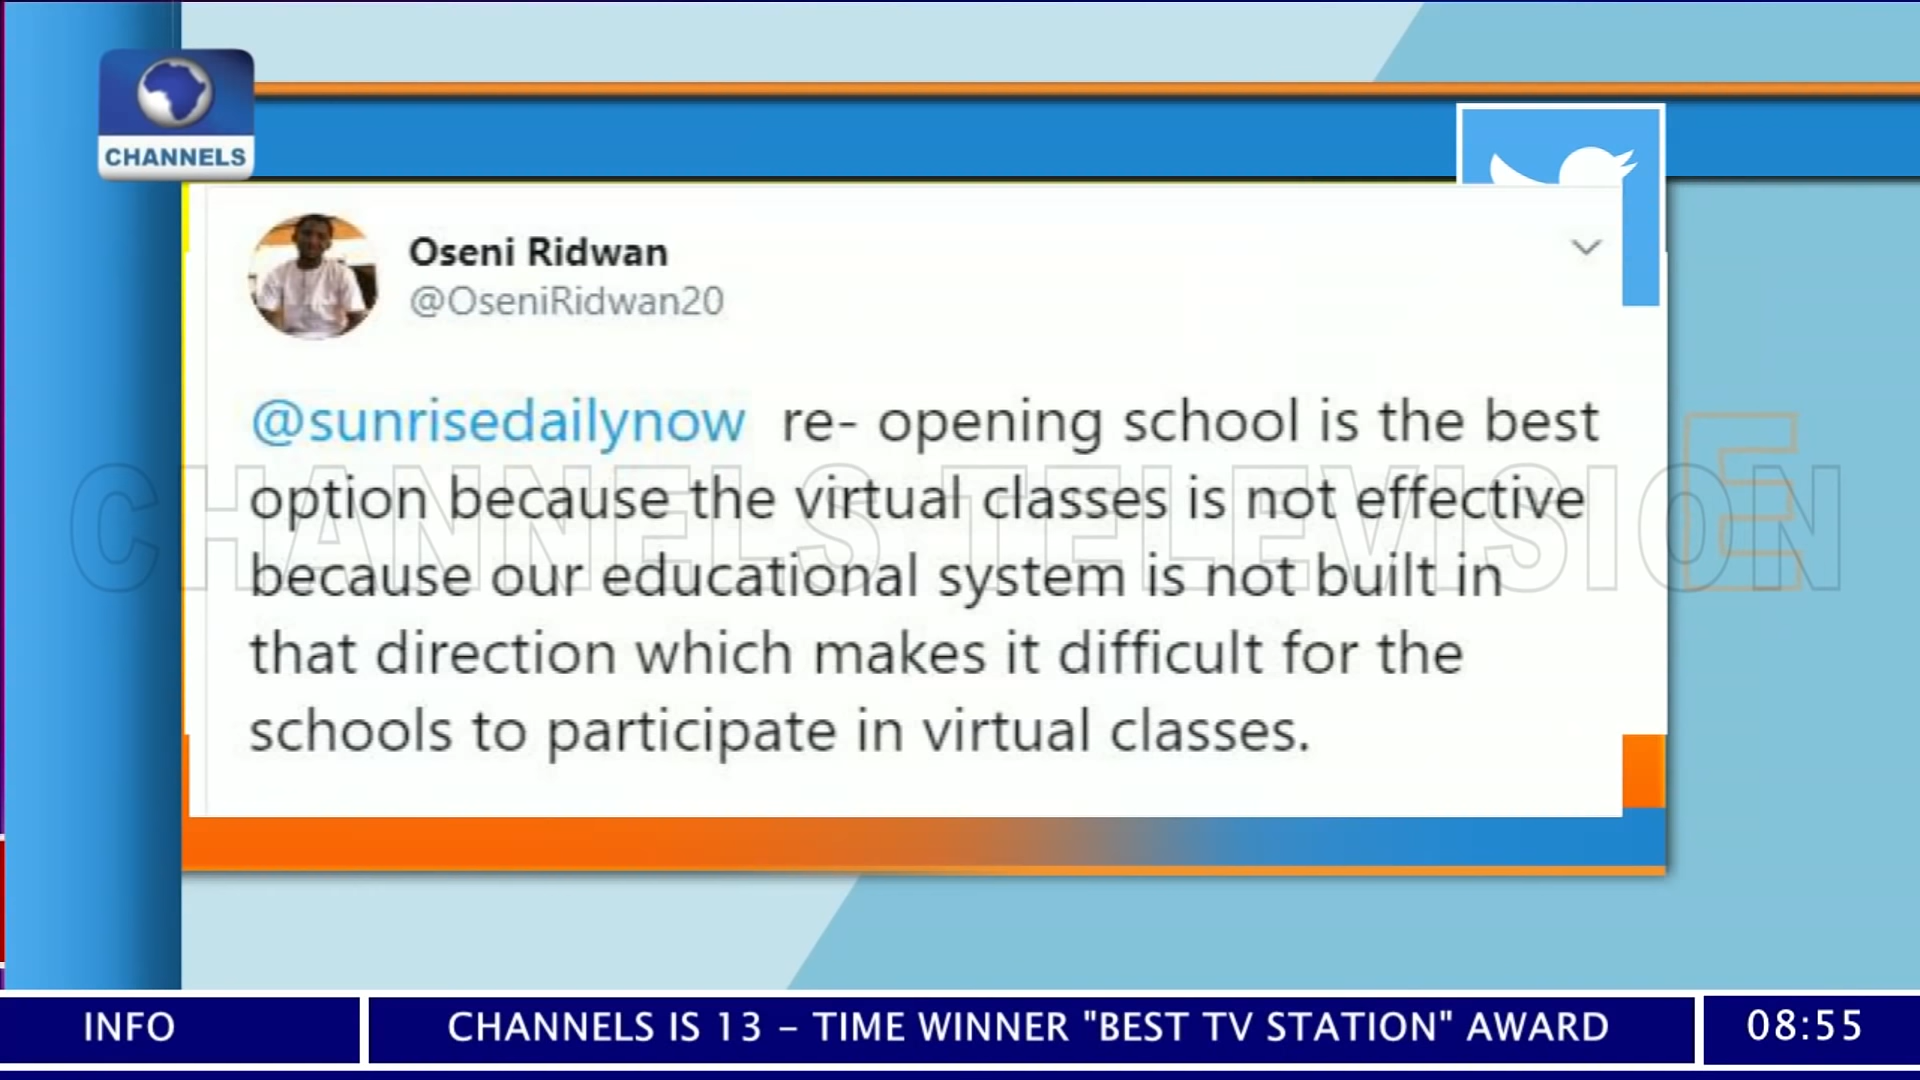 CHANNELS
Oseni Ridwan
@OseniRidwan20
@sunrisedailynow re- opening school is the best
option because the virtual classes is not effective
because our educational system is not built in
that direction which makes it difficult for the
schools to participate in virtual classes.
CHANNELS TELEVISION
E
INFO
CHANNELS IS 13 – TIME WINNER "BEST TV STATION" AWARD
08:55